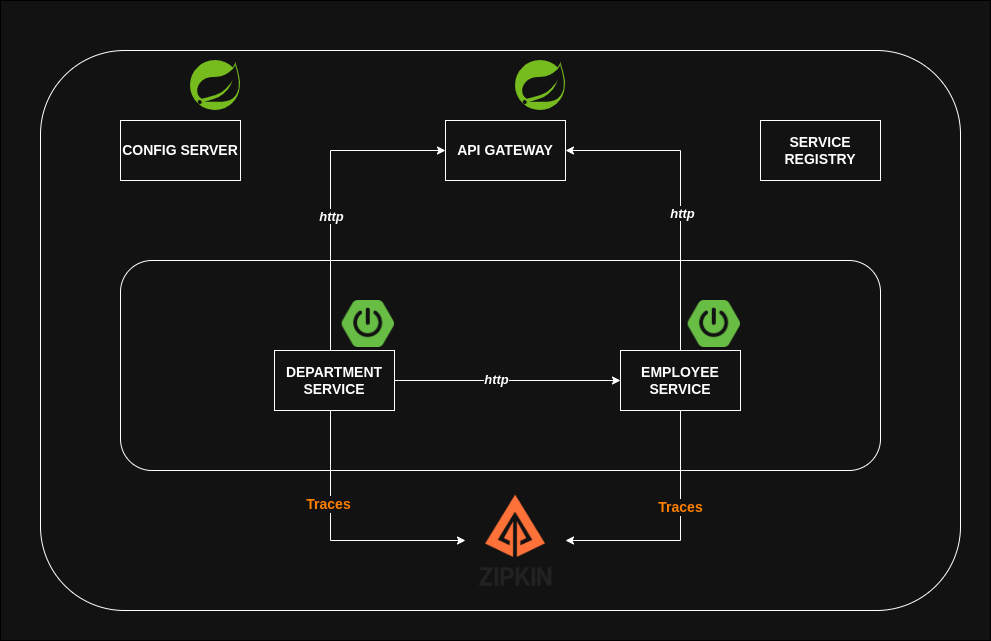 CONFIG SERVER
API GATEWAY
SERVICE
REGISTRY
http
http
DEPARTMENT
SERVICE
http
EMPLOYEE
SERVICE
Traces
Traces
ZIPKIN